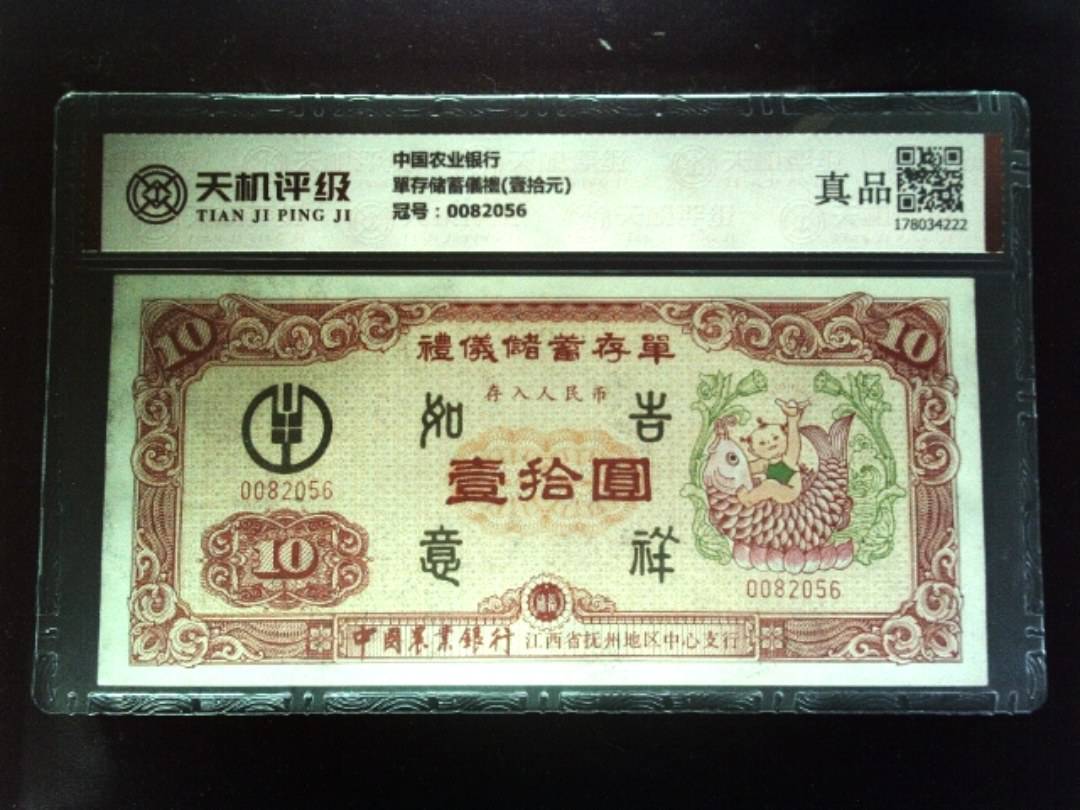 天机评级
TIAN JI PING JI
中国农业银行
單存储蓄儀禮(壹拾元)
冠号：0082056
真品
178034222
10
10
禮儀儲蓄存單
存入人民币
如
吉
壹拾圓
0082056
意
祥
10
0082056
中國農業銀行 江西省抚州地区中心支行